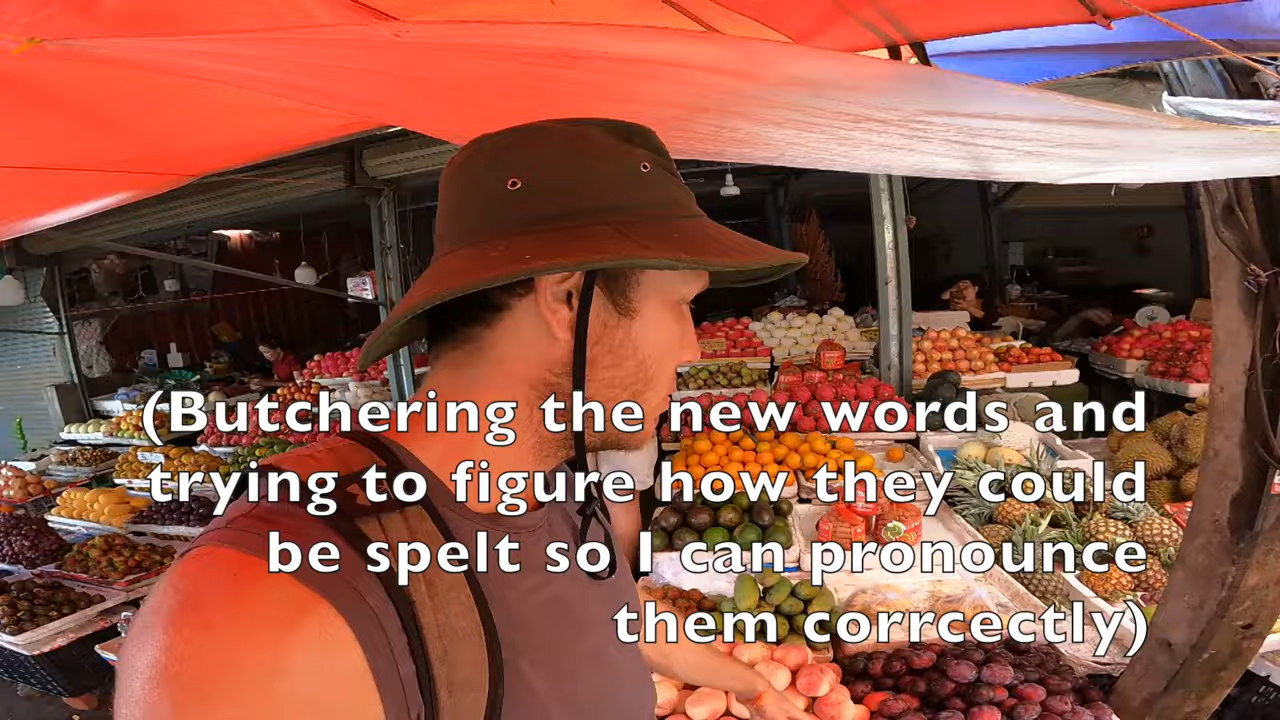 (Butchering the new words and
trying to figure how they could
be spelt so I can pronounce
them corrcectly)